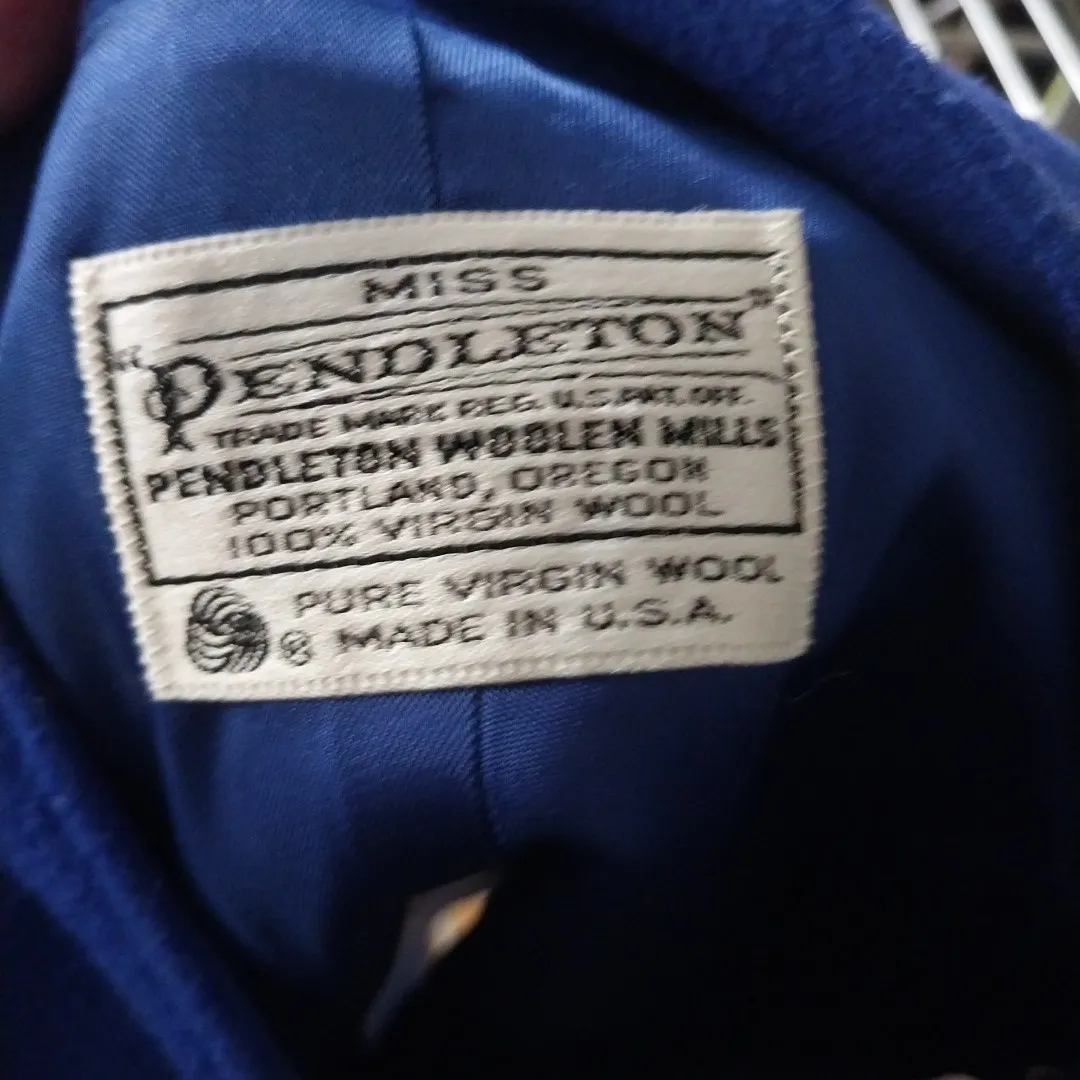 MISS
"PENDLETON"
TRADE MARK REG. U.S. PAT. OFF.
PENDLETON WOOLEN MILLS
PORTLAND, OREGON
100% VIRGIN WOOL
PURE VIRGIN WOOL
® MADE IN U.S.A.